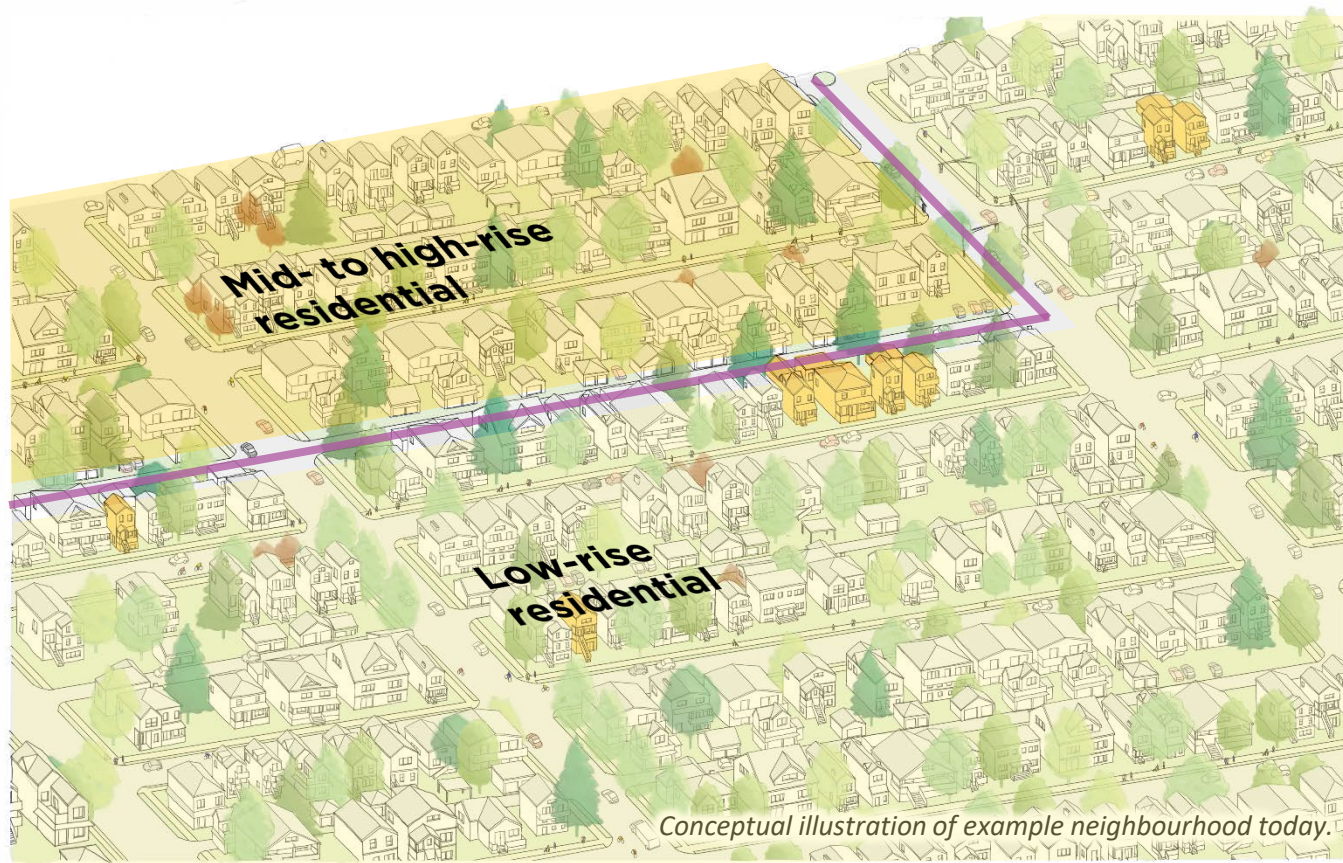 Mid- to high-rise
residential
Low-rise
residential
Conceptual illustration of example neighbourhood today.